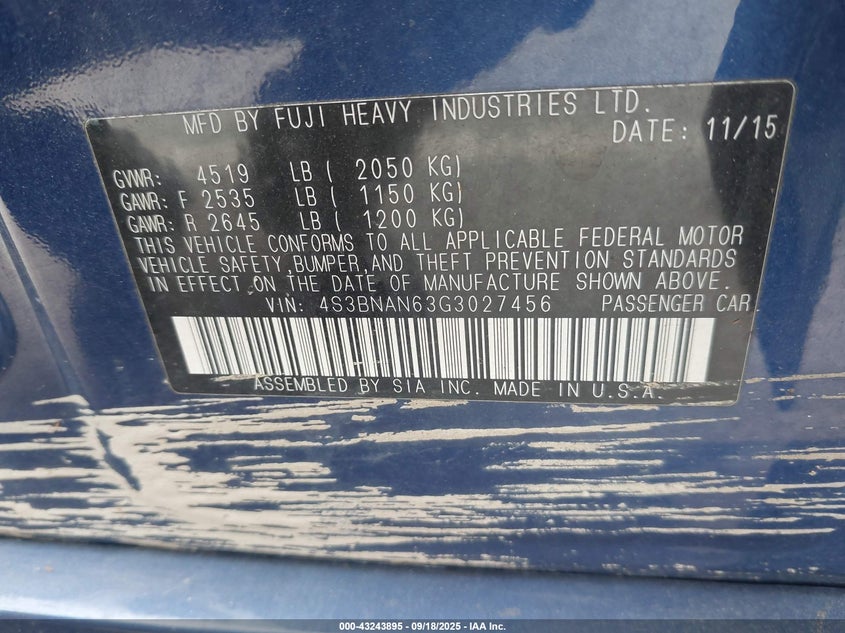 MFD BY FUJI HEAVY INDUSTRIES LTD.
DATE: 11/15
GVWR: 4519 LB ( 2050 KG)
GAWR: F 2535 LB ( 1150 KG)
GAWR: R 2645 LB ( 1200 KG)
THIS VEHICLE CONFORMS TO ALL APPLICABLE FEDERAL MOTOR
VEHICLE SAFETY,BUMPER,AND THEFT PREVENTION STANDARDS
IN EFFECT ON THE DATE OF MANUFACTURE SHOWN ABOVE.
VIN: 4S3BNAN63G3027456 PASSENGER CAR
ASSEMBLED BY SIA INC. MADE IN U.S.A.
000-43243895 - 09/18/2025 - IAA Inc.